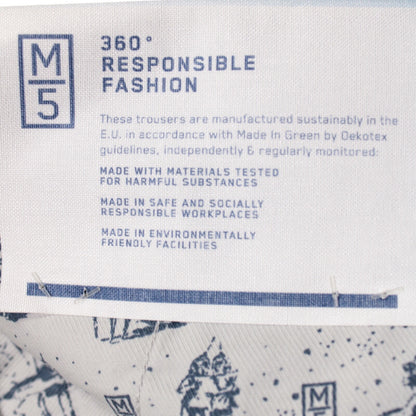 M
5
360°
RESPONSIBLE
FASHION
These trousers are manufactured sustainably in the
E.U. in accordance with Made In Green by Oekotex
guidelines, independently & regularly monitored:
MADE WITH MATERIALS TESTED
FOR HARMFUL SUBSTANCES
MADE IN SAFE AND SOCIALLY
RESPONSIBLE WORKPLACES
MADE IN ENVIRONMENTALLY
FRIENDLY FACILITIES
M
5
M